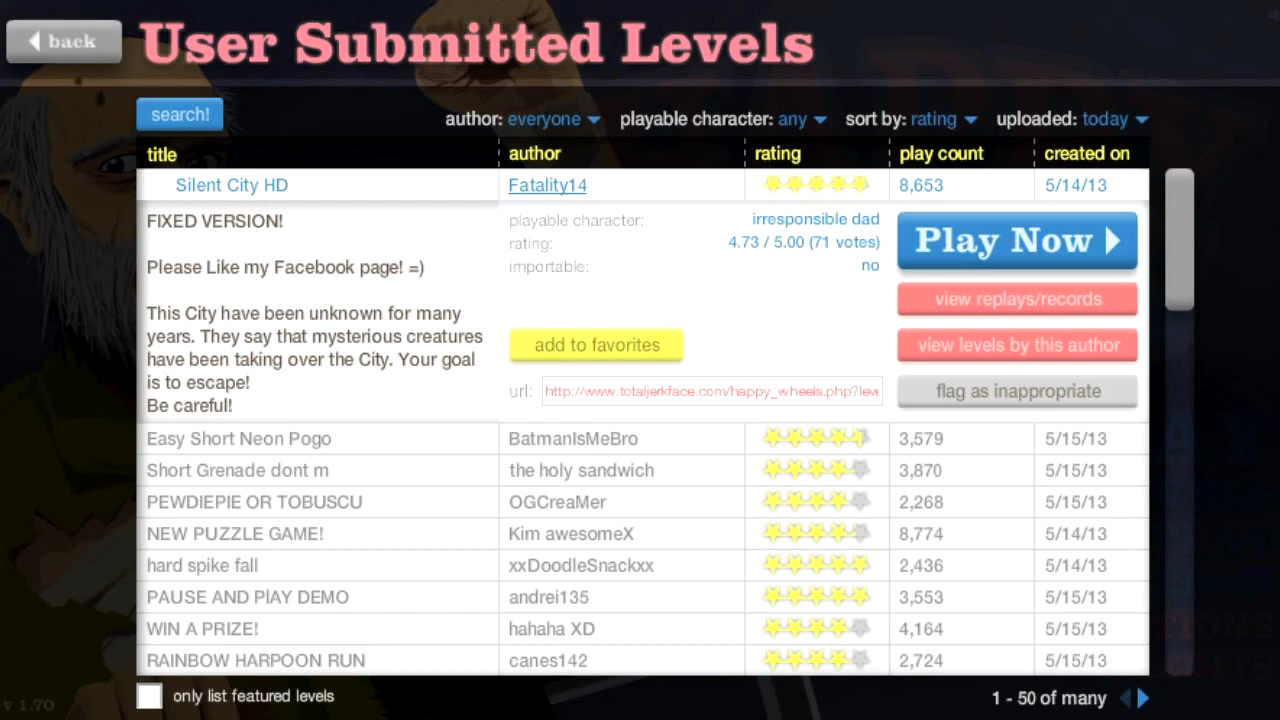 back
User Submitted Levels
search!
author: everyone playable character: any sort by: rating uploaded: today
title author rating play count created on
Silent City HD Fatality14 8,653 5/14/13
FIXED VERSION!
playable character: irresponsible dad
rating: 4.73 / 5.00 (71 votes)
importable: no
Play Now
Please Like my Facebook page! =)
view replays/records
This City have been unknown for many
years. They say that mysterious creatures
have been taking over the City. Your goal
is to escape!
Be careful!
add to favorites
view levels by this author
url: http://www.totaljerkface.com/happy_wheels.php?leve
flag as inappropriate
Easy Short Neon Pogo BatmanIsMeBro 3,579 5/15/13
Short Grenade dont m the holy sandwich 3,870 5/15/13
PEWDIEPIE OR TOBUSCU OGCreaMer 2,268 5/15/13
NEW PUZZLE GAME! Kim awesomeX 8,774 5/14/13
hard spike fall xxDoodleSnackxx 2,436 5/14/13
PAUSE AND PlAY DEMO andrei135 3,553 5/15/13
WIN A PRIZE! hahaha XD 4,164 5/15/13
RAINBOW HARPOON RUN canes142 2,724 5/15/13
only list featured levels
1 - 50 of many
v 1.70